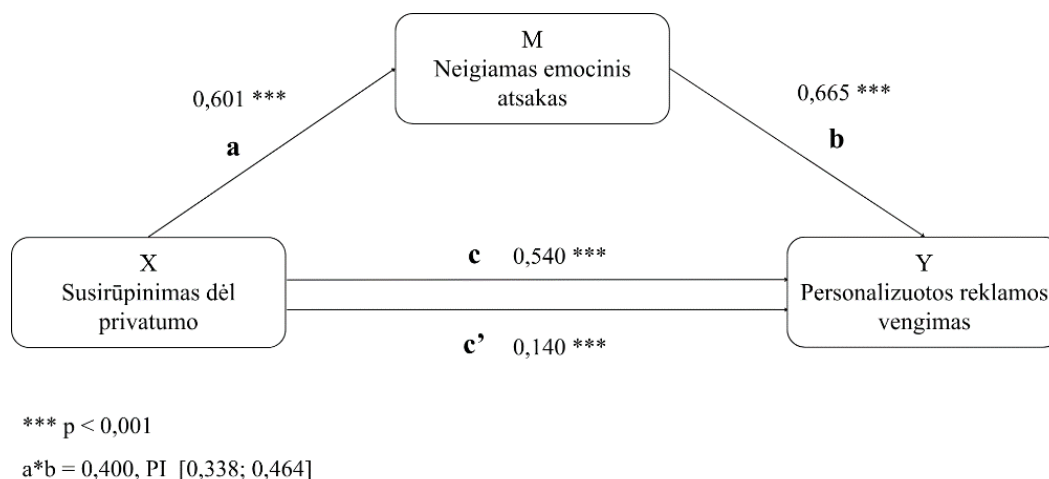 M
Neigiamas emocinis
atsakas
0,601 ***
0,665 ***
a
b
X
Susirūpinimas dėl
privatumo
c 0,540 ***
Y
Personalizuotos reklamos
vengimas
c’ 0,140 ***
*** p < 0,001
a*b = 0,400, PI [0,338; 0,464]